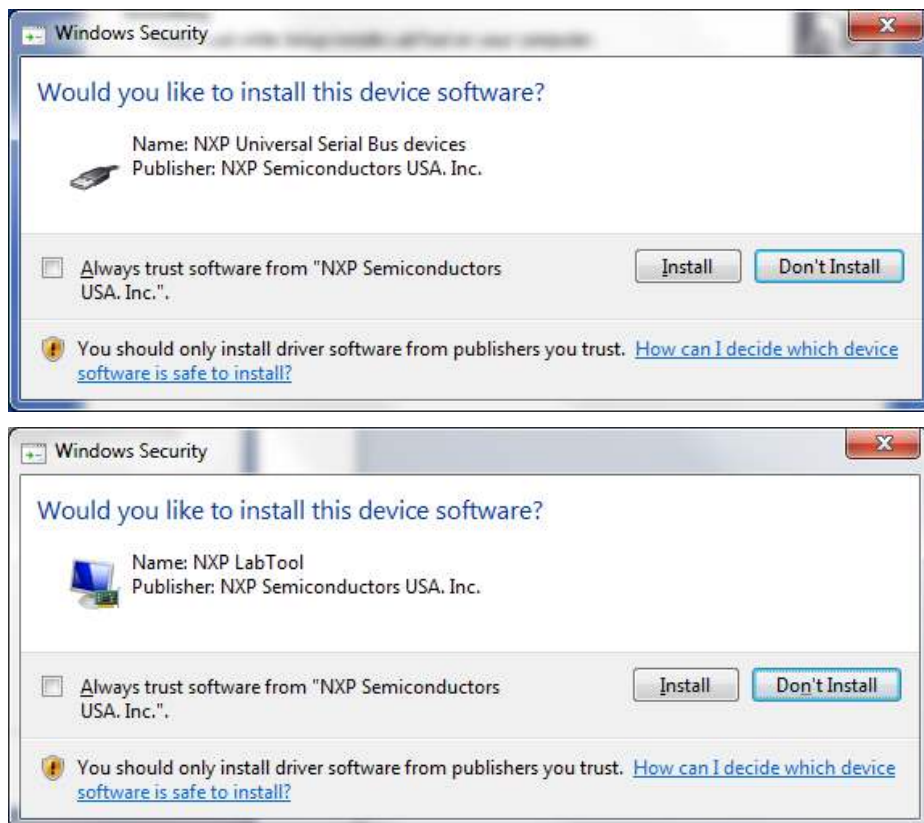 Windows Security
Would you like to install this device software?
Name: NXP Universal Serial Bus devices
Publisher: NXP Semiconductors USA. Inc.
Always trust software from "NXP Semiconductors
USA. Inc.".
Install
Don't Install
You should only install driver software from publishers you trust. How can I decide which device
software is safe to install?
Windows Security
Would you like to install this device software?
Name: NXP LabTool
Publisher: NXP Semiconductors USA. Inc.
Always trust software from "NXP Semiconductors
USA. Inc.".
Install
Don't Install
You should only install driver software from publishers you trust. How can I decide which device
software is safe to install?